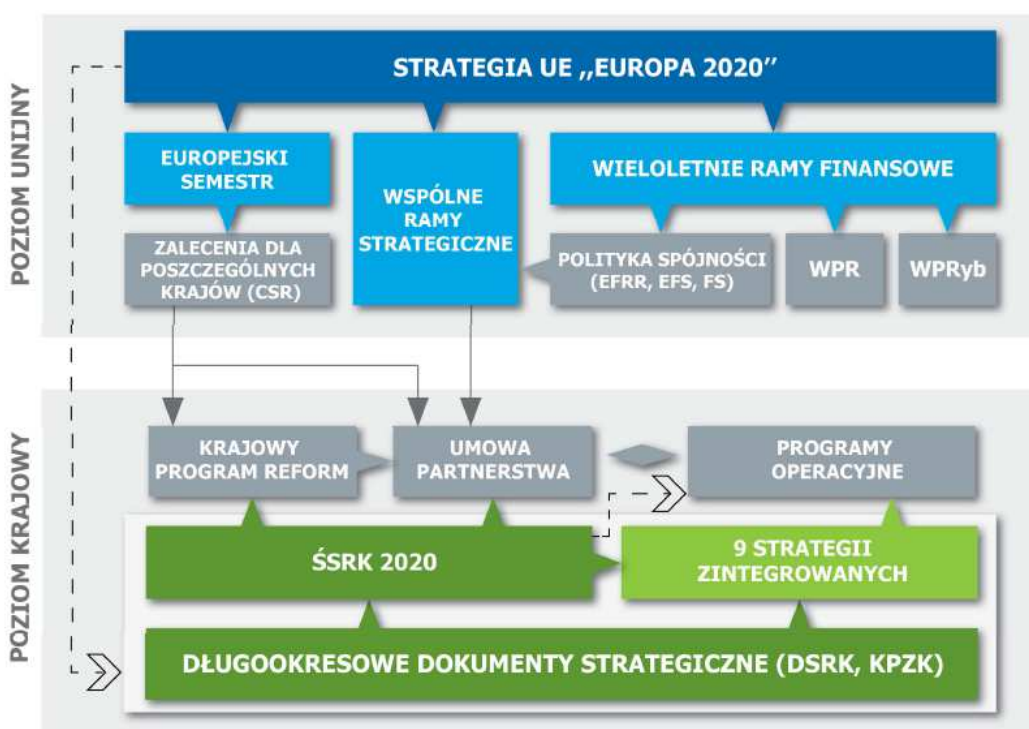 POZIOM UNIJNY
STRATEGIA UE ,,EUROPA 2020”
EUROPEJSKI
SEMESTR
WSPÓLNE
RAMY
STRATEGICZNE
WIELOLETNIE RAMY FINANSOWE
ZALECENIA DLA
POSZCZEGÓLNYCH
KRAJÓW (CSR)
POLITYKA SPÓJNOŚCI
(EFRR, EFS, FS)
WPR
WPRyb
POZIOM KRAJOWY
KRAJOWY
PROGRAM REFORM
UMOWA
PARTNERSTWA
PROGRAMY
OPERACYJNE
ŚSRK 2020
9 STRATEGII
ZINTEGROWANYCH
DŁUGOOKRESOWE DOKUMENTY STRATEGICZNE (DSRK, KPZK)